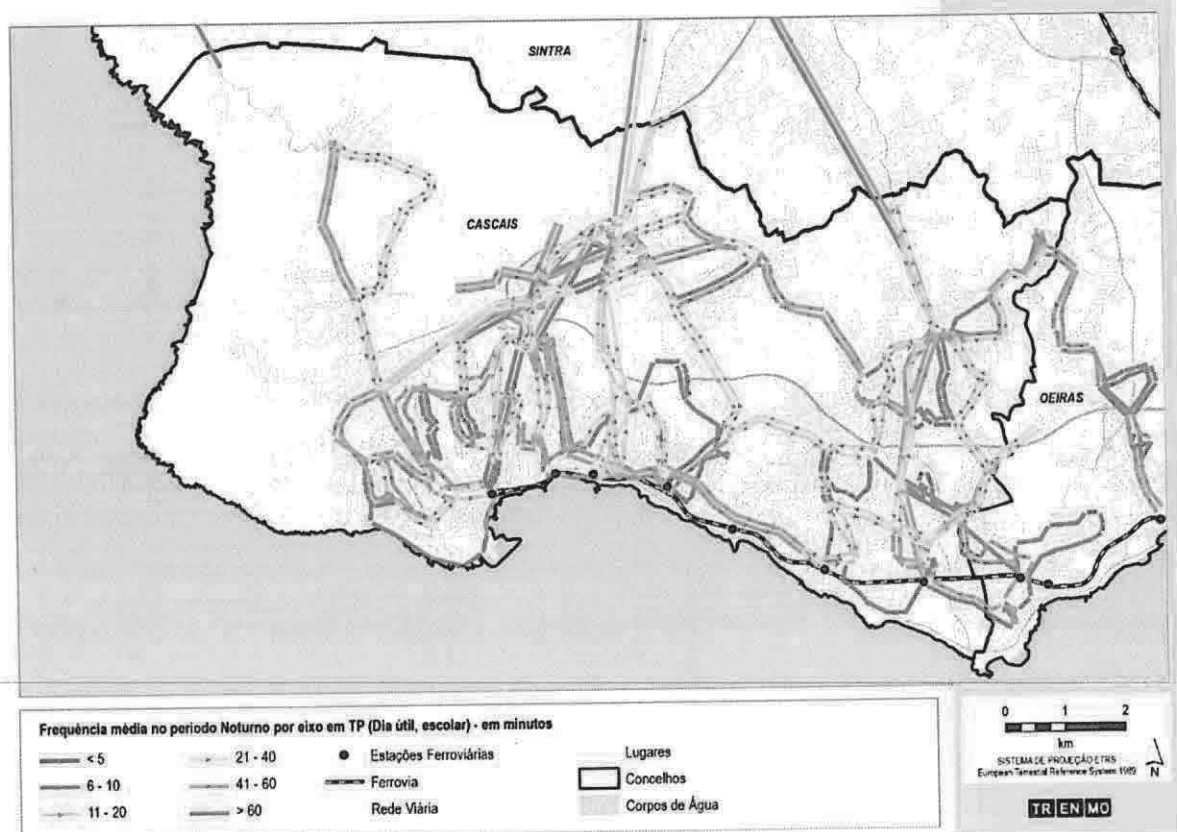 SINTRA
CASCAIS
OEIRAS
Frequência média no período Noturno por eixo em TP (Dia útil, escolar) - em minutos
< 5
6 - 10
11 - 20
21 - 40
41 - 60
> 60
Estações Ferroviárias
Ferrovia
Rede Viária
Lugares
Concelhos
Corpos de Água
0 1 2
km
SISTEMA DE PROJECÇÃO ETRS
European Terrestrial Reference System 1989
N
TR EN MO